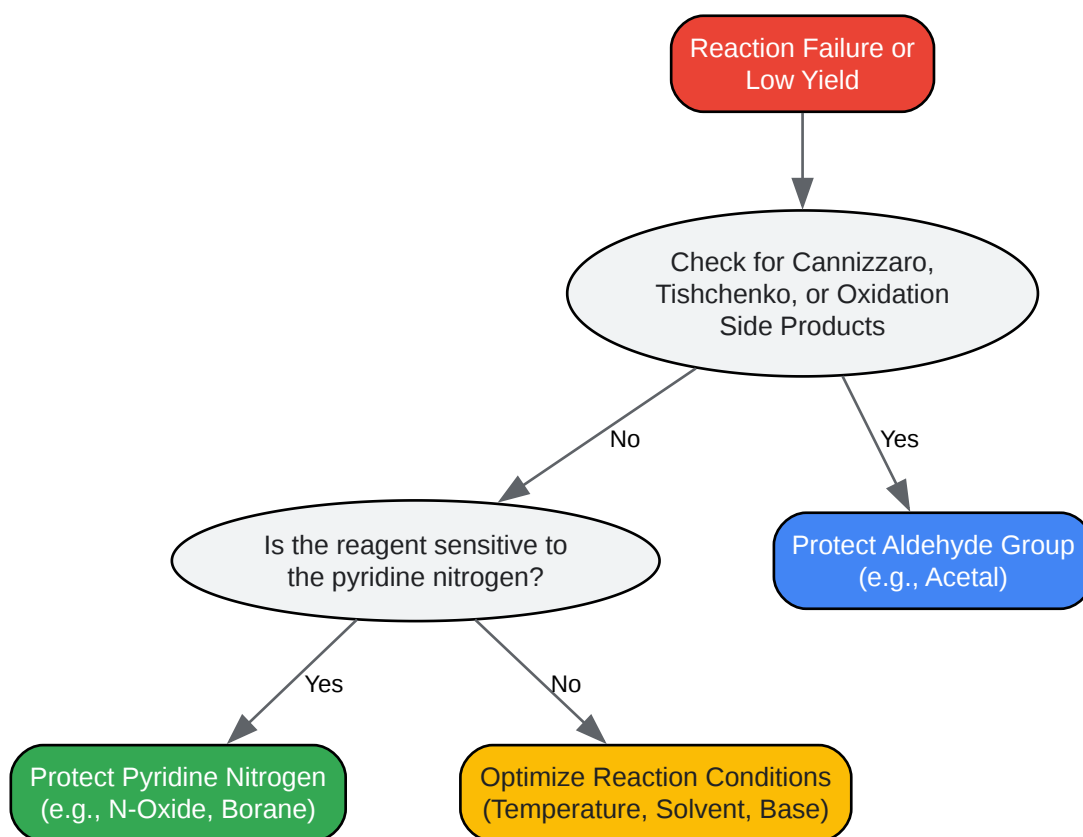 Reaction Failure or
Low Yield
Check for Cannizzaro,
Tishchenko, or Oxidation
Side Products
No
Yes
Is the reagent sensitive to
the pyridine nitrogen?
Protect Aldehyde Group
(e.g., Acetal)
Yes
No
Protect Pyridine Nitrogen
(e.g., N-Oxide, Borane)
Optimize Reaction Conditions
(Temperature, Solvent, Base)